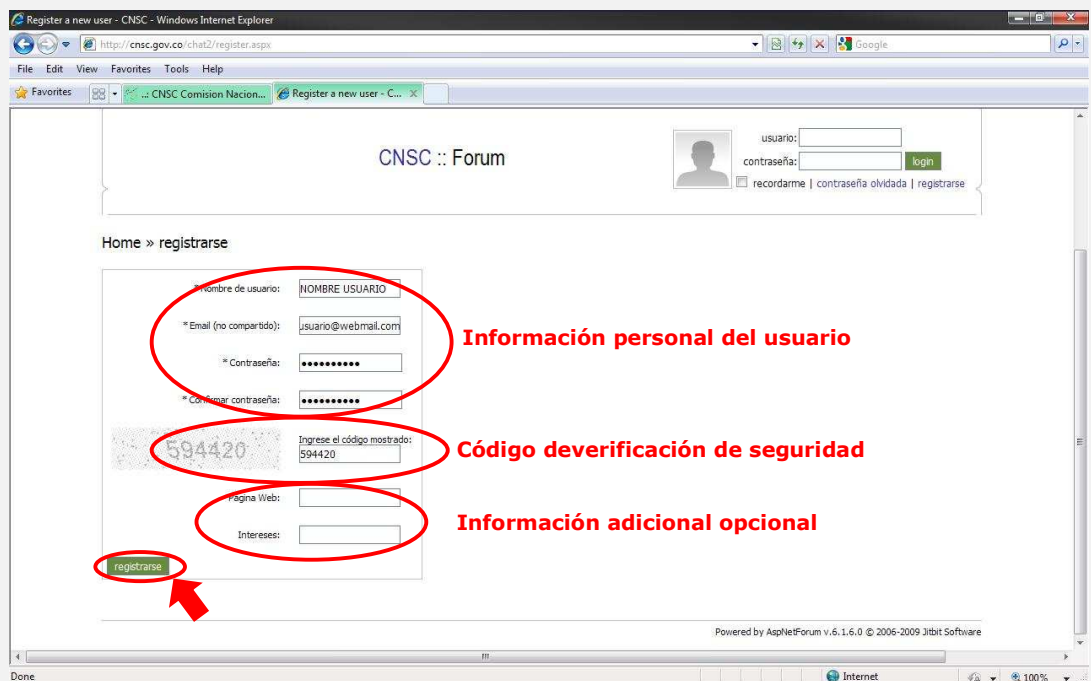 Register a new user - CNSC - Windows Internet Explorer
http://cnsc.gov.co/chat2/register.aspx
Google
File Edit View Favorites Tools Help
Favorites
..: CNSC Comision Nacion...
Register a new user - C... X
CNSC :: Forum
usuario:
contraseña:
login
recordarme | contraseña olvidada | registrarse
Home » registrarse
* Nombre de usuario: NOMBRE USUARIO
* Email (no compartido): usuario@webmail.com
Información personal del usuario
* Contraseña: ••••••••••
* Confirmar contraseña: ••••••••••
594420
Ingrese el código mostrado:
594420
Código deverificación de seguridad
Página Web:
Información adicional opcional
Intereses:
registrarse
Powered by AspNetForum v.6.1.6.0 © 2006-2009 Jitbit Software
Done
Internet
100%